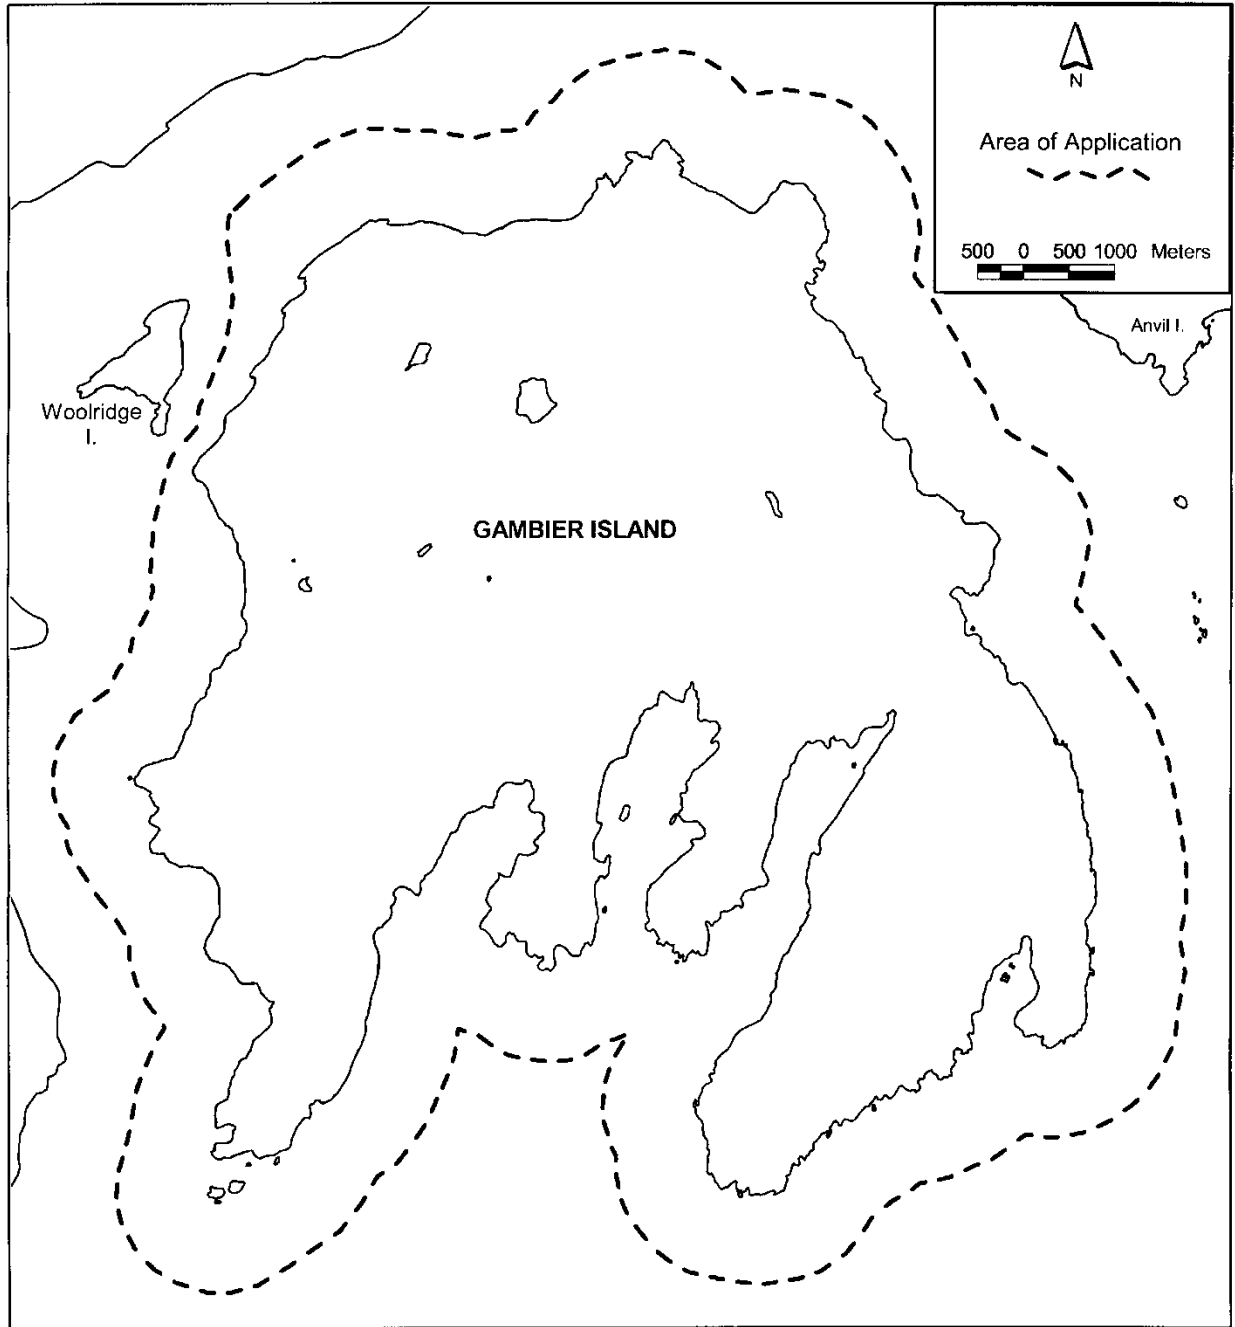 N
Area of Application
500 0 500 1000 Meters
Anvil I.
Woolridge
I.
GAMBIER ISLAND